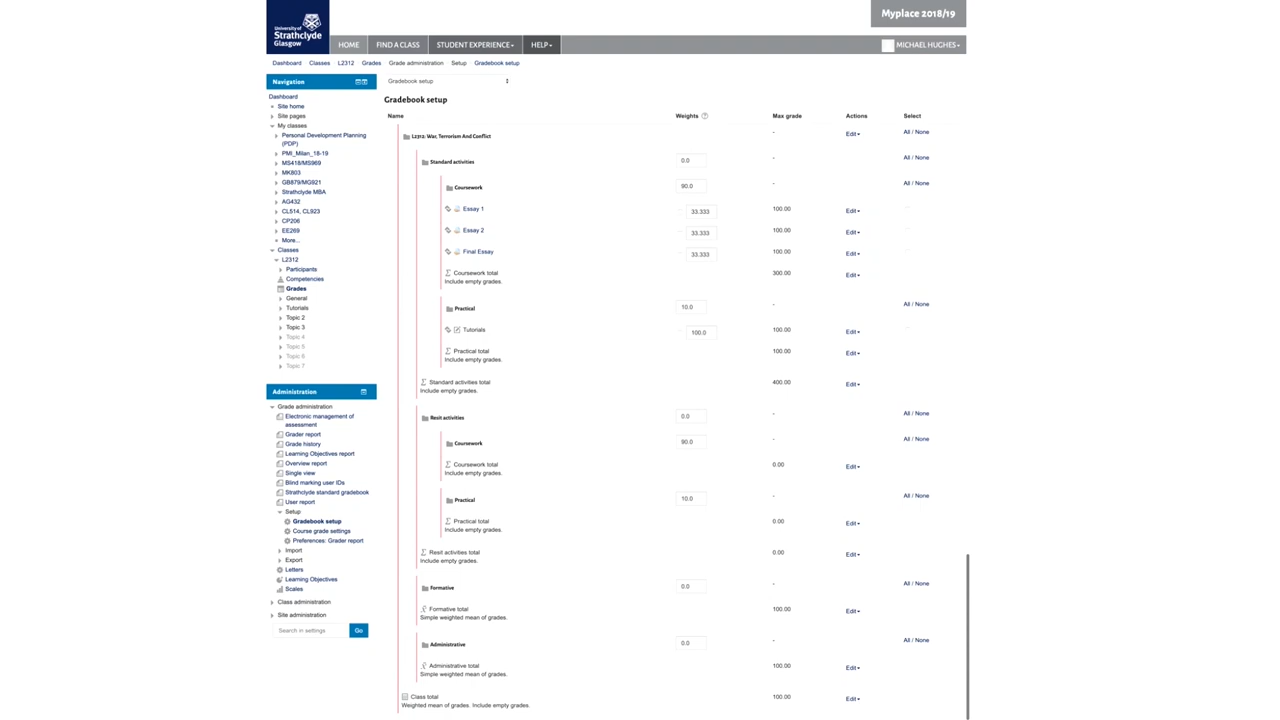 University of
Strathclyde
Glasgow
Myplace 2018/19
HOME FIND A CLASS STUDENT EXPERIENCE HELP MICHAEL HUGHES
Dashboard Classes L2312 Grades Grade administration Setup Gradebook setup
Navigation
Dashboard
Site home
Site pages
My classes
Personal Development Planning
(PDP)
PMI_Milan_18-19
MS418/MS969
MK803
GB879/MG921
Strathclyde MBA
AG432
CL514, CL923
CP206
EE269
More...
Classes
L2312
Participants
Competencies
Grades
General
Tutorials
Topic 2
Topic 3
Topic 4
Topic 5
Topic 6
Topic 7
Administration
Grade administration
Electronic management of
assessment
Grader report
Grade history
Learning Objectives report
Overview report
Single view
Blind marking user IDs
Strathclyde standard gradebook
User report
Setup
Gradebook setup
Course grade settings
Preferences: Grader report
Import
Export
Letters
Learning Objectives
Scales
Class administration
Site administration
Search in settings Go
Gradebook setup
Gradebook setup
Name Weights ? Max grade Actions Select
L2312: War, Terrorism And Conflict - Edit All / None
Standard activities 0.0 - All / None
Coursework 90.0 - All / None
Essay 1 33.333 100.00 Edit
Essay 2 33.333 100.00 Edit
Final Essay 33.333 100.00 Edit
Coursework total 300.00 Edit
Include empty grades.
Practical 10.0 - All / None
Tutorials 100.0 100.00 Edit
Practical total 100.00 Edit
Include empty grades.
Standard activities total 400.00 Edit
Include empty grades.
Resit activities 0.0 - All / None
Coursework 90.0 - All / None
Coursework total 0.00 Edit
Include empty grades.
Practical 10.0 - All / None
Practical total 0.00 Edit
Include empty grades.
Resit activities total 0.00 Edit
Include empty grades.
Formative 0.0 - All / None
Formative total 100.00 Edit
Simple weighted mean of grades.
Administrative 0.0 - All / None
Administrative total 100.00 Edit
Simple weighted mean of grades.
Class total 100.00 Edit
Weighted mean of grades. Include empty grades.